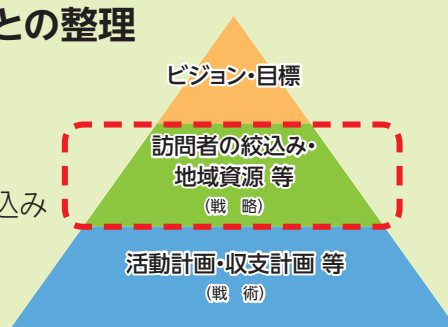 との整理
ビジョン・目標
訪問者の絞込み・
地域資源 等
(戦 略)
込み
活動計画・収支計画 等
(戦 術)